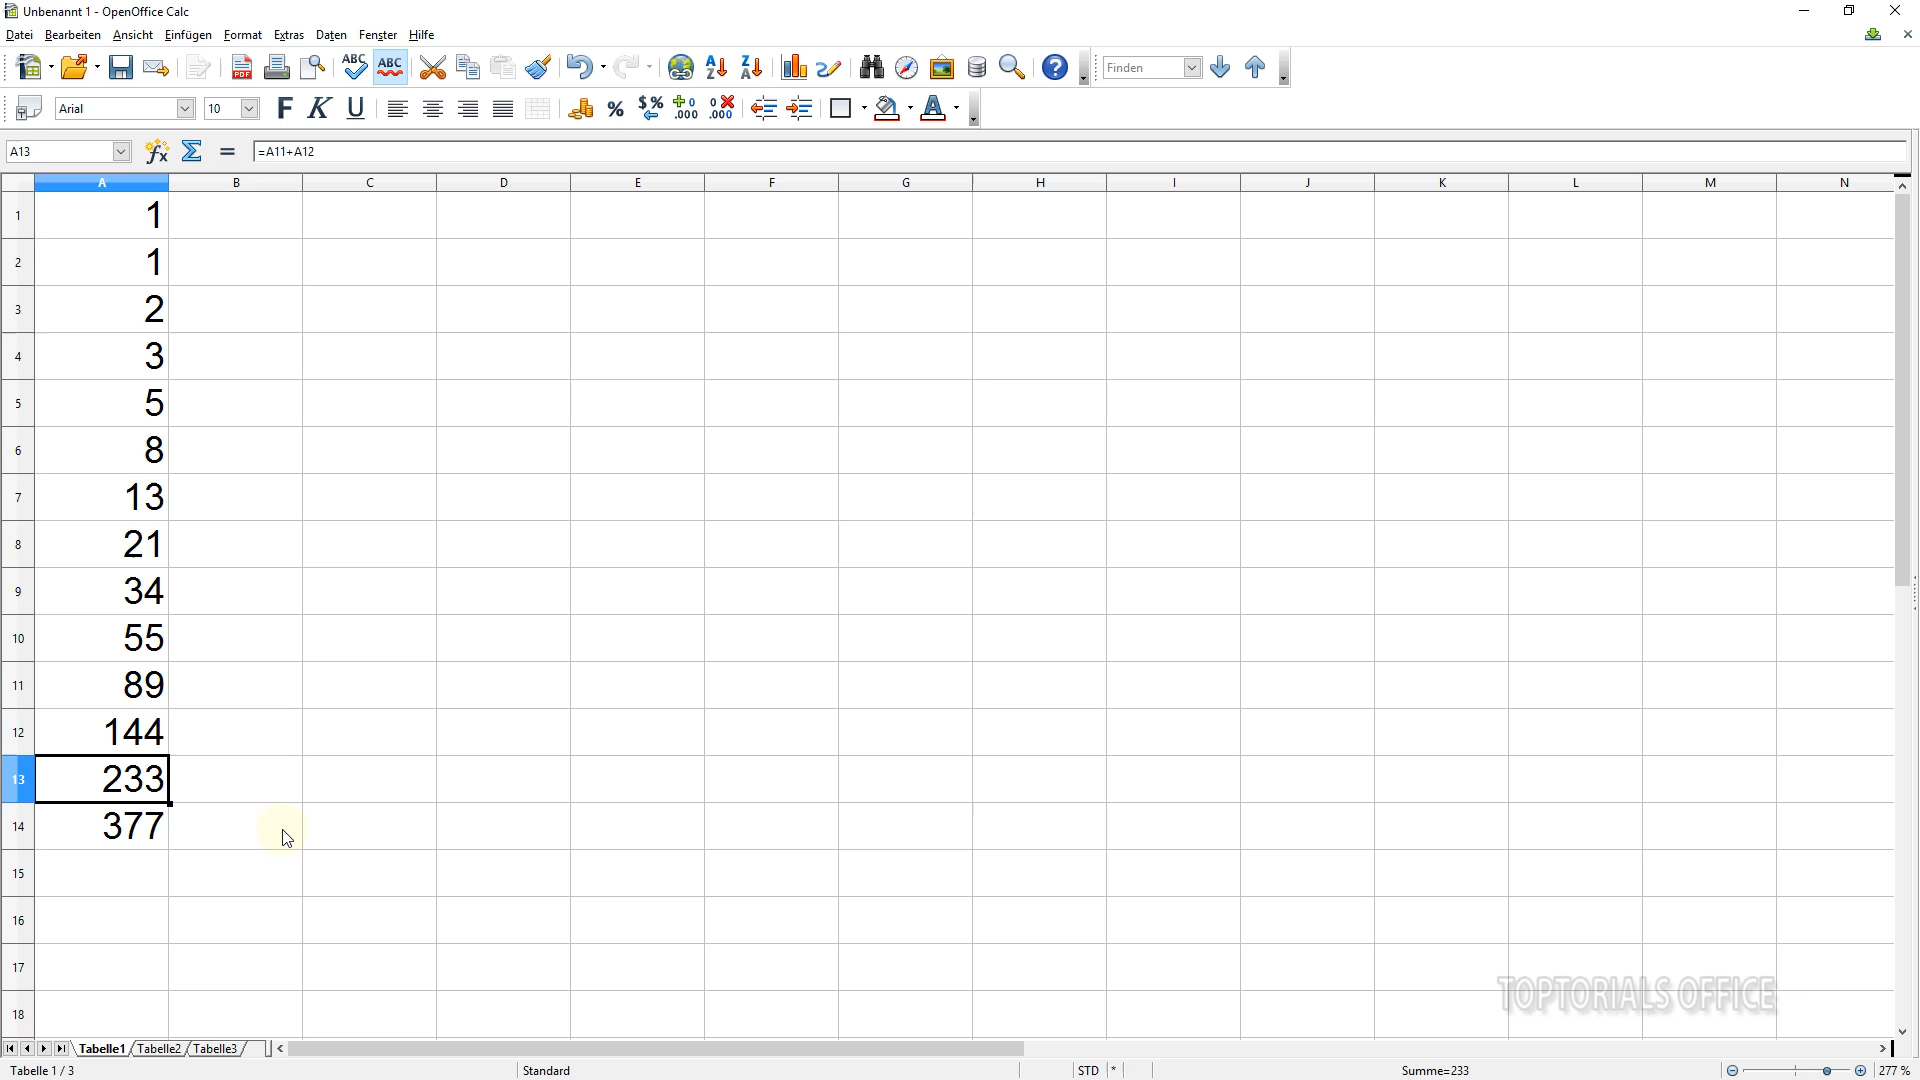 Unbenannt 1 - OpenOffice Calc
Datei Bearbeiten Ansicht Einfügen Format Extras Daten Fenster Hilfe
Finden
Arial 10
A13 =A11+A12
A B C D E F G H I J K L M N
1 1
2 1
3 2
4 3
5 5
6 8
7 13
8 21
9 34
10 55
11 89
12 144
13 233
14 377
15
16
17
18
TOPTORIALS OFFICE
Tabelle1 Tabelle2 Tabelle3
Tabelle 1 / 3 Standard STD * Summe=233 277 %